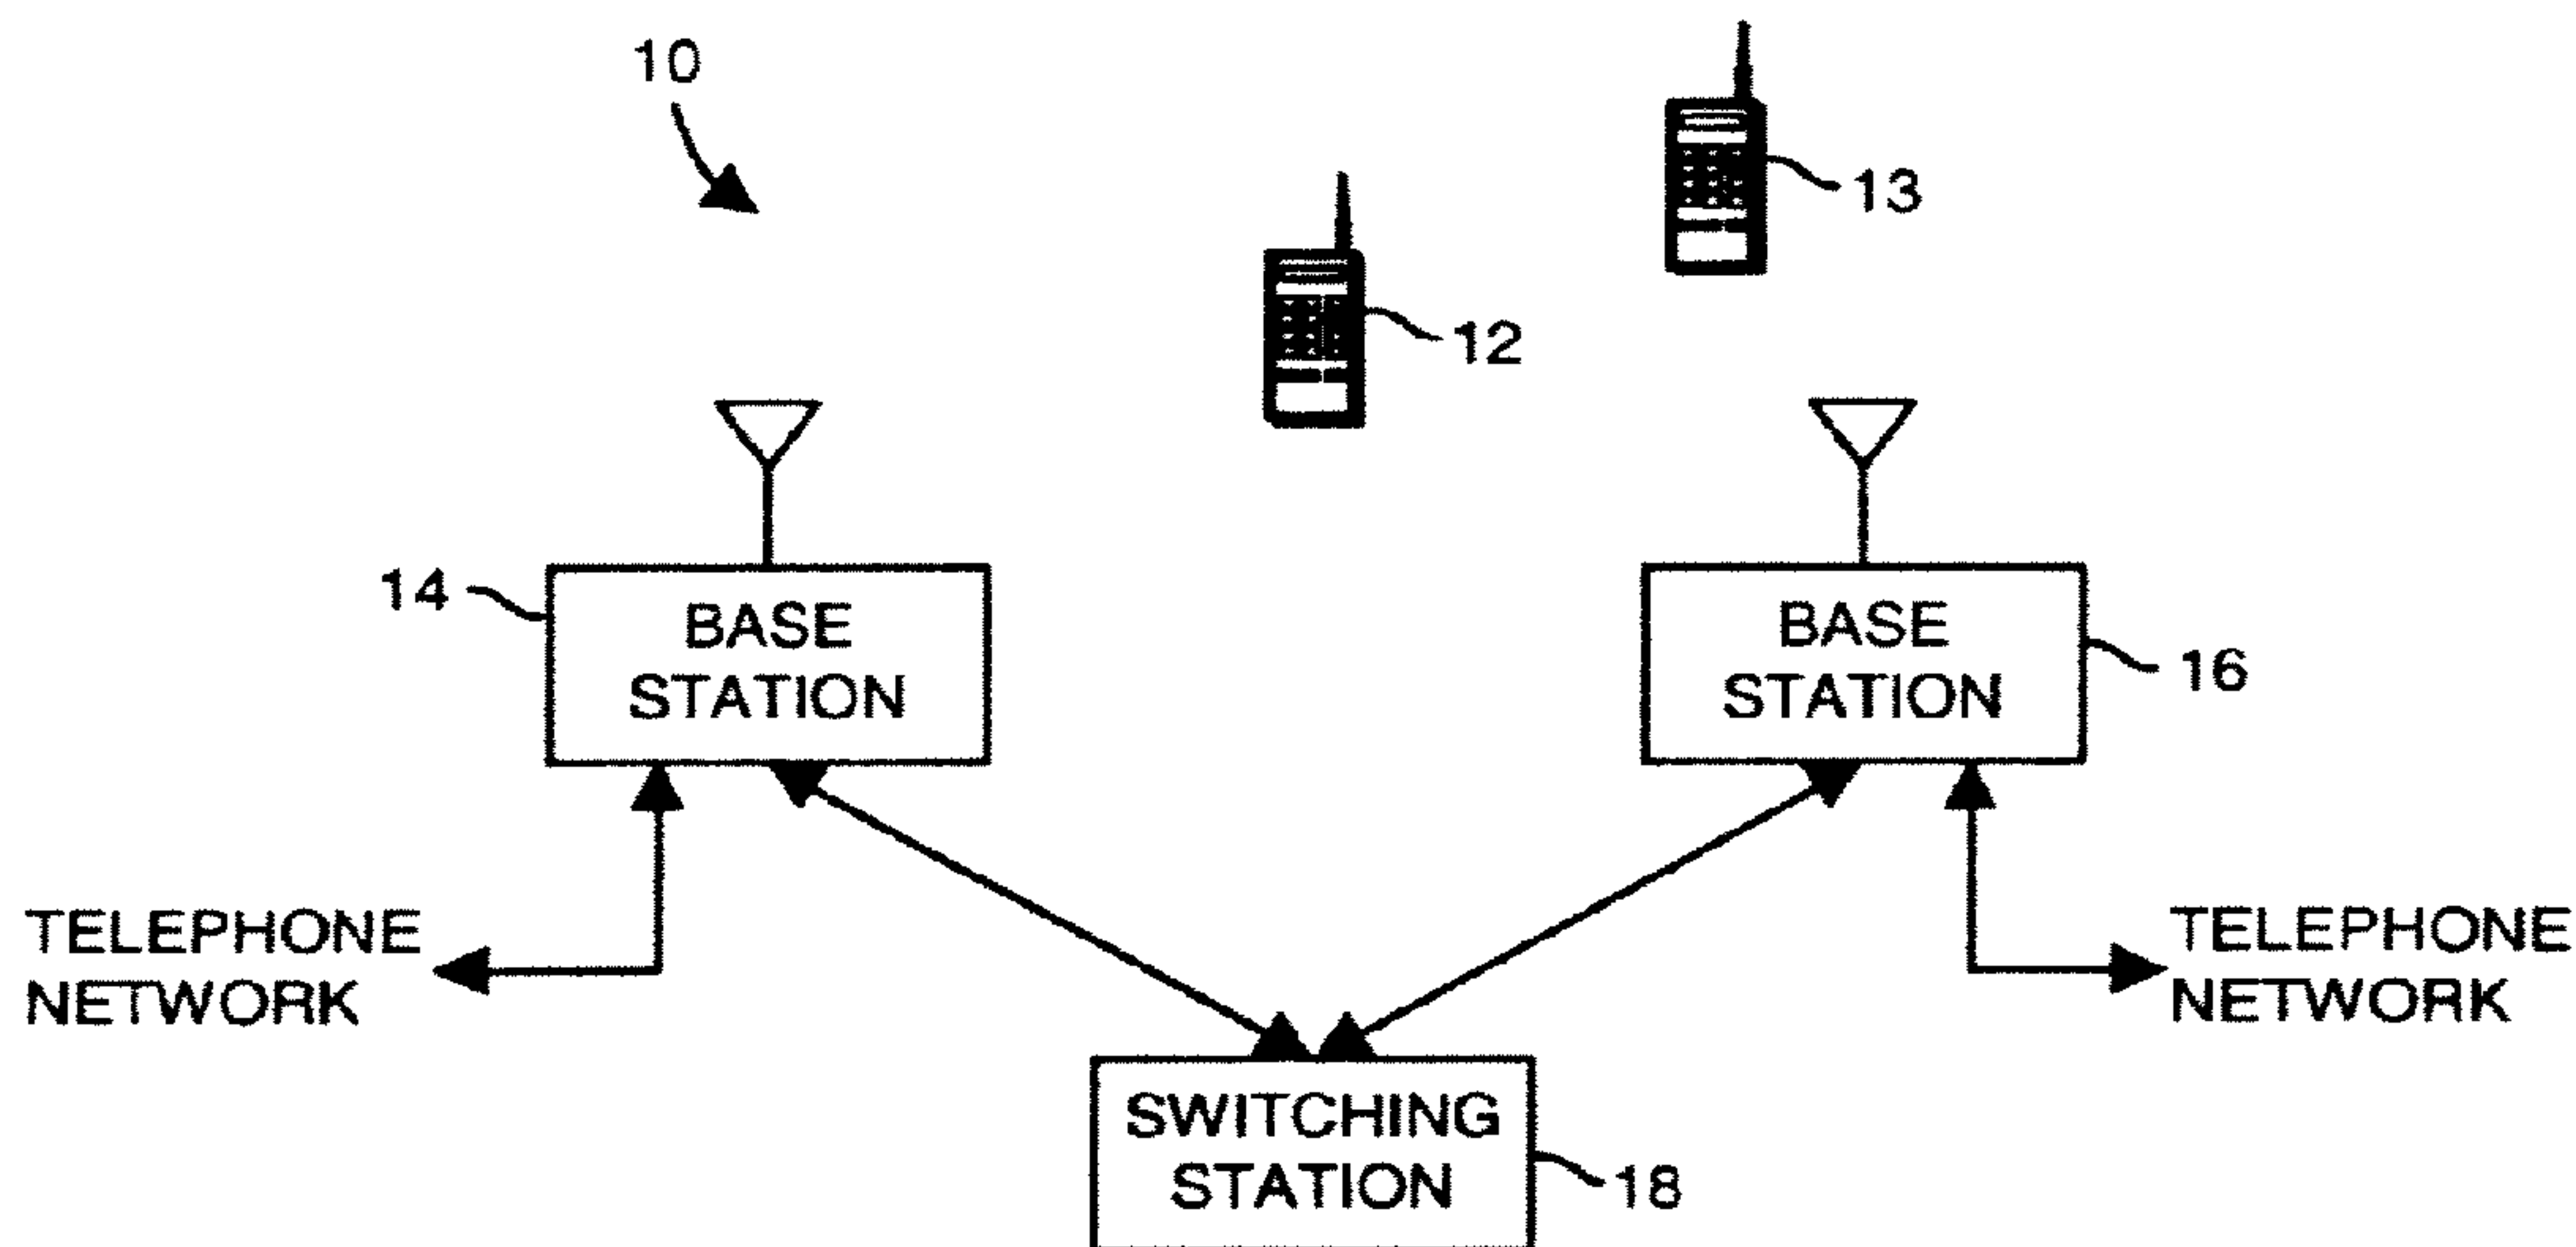 10
13
12
14
BASE
STATION
BASE
STATION
16
TELEPHONE
NETWORK
TELEPHONE
NETWORK
SWITCHING
STATION
18